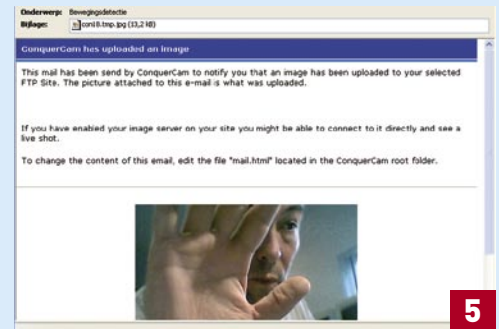 Onderwerp: Bewegingsdetectie
Bijlage: con18.tmp.jpg (13,2 kB)
ConquerCam has uploaded an image
This mail has been send by ConquerCam to notify you that an image has been uploaded to your selected
FTP Site. The picture attached to this e-mail is what was uploaded.
If you have enabled your image server on your site you might be able to connect to it directly and see a
live shot.
To change the content of this email, edit the file "mail.html" located in the ConquerCam root folder.
5